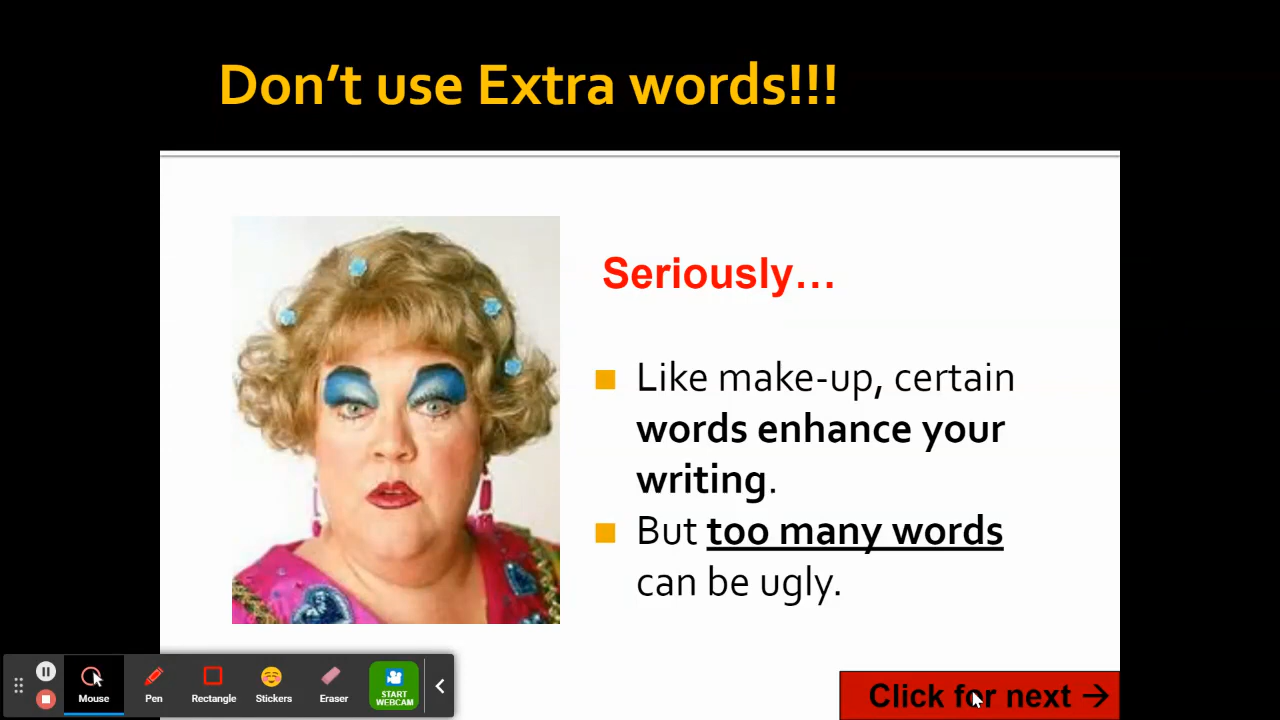 Don’t use Extra words!!!
Seriously…
Like make-up, certain
words enhance your
writing.
But too many words
can be ugly.
Mouse
Pen
Rectangle
Stickers
Eraser
START
WEBCAM
Click for next →